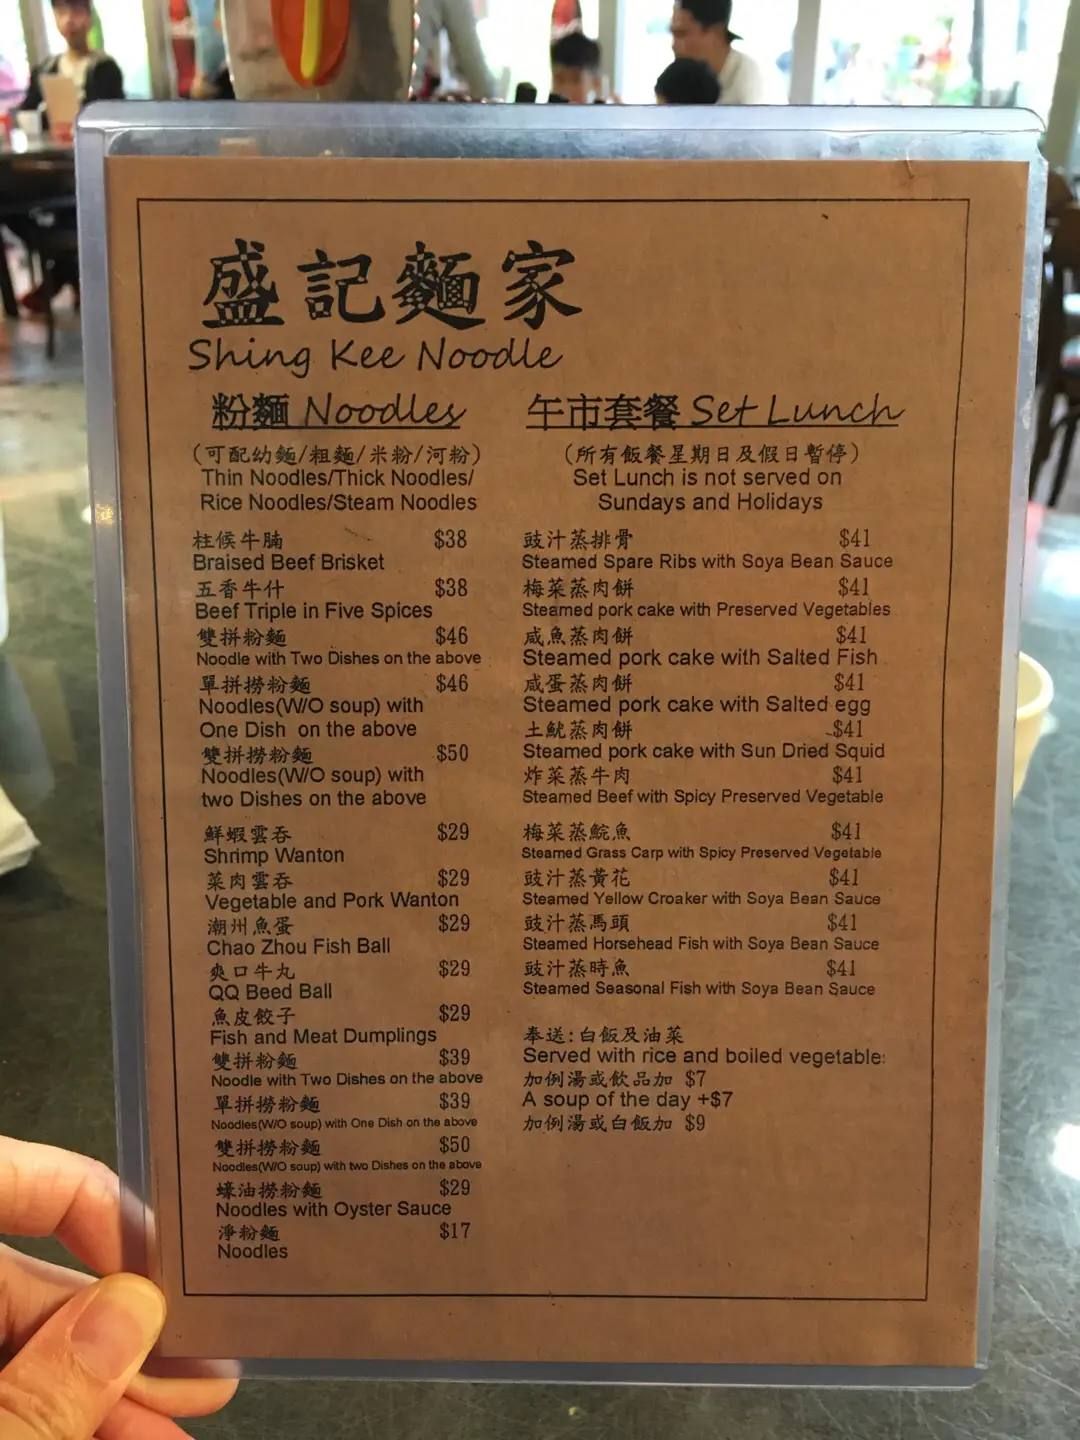 盛記麵家
Shing Kee Noodle
粉麵 Noodles
(可配幼麵/粗麵/米粉/河粉)
Thin Noodles/Thick Noodles/
Rice Noodles/Steam Noodles
柱候牛腩 $38
Braised Beef Brisket
五香牛什 $38
Beef Triple in Five Spices
雙拼粉麵 $46
Noodle with Two Dishes on the above
單拼撈粉麵 $46
Noodles(W/O soup) with
One Dish on the above
雙拼撈粉麵 $50
Noodles(W/O soup) with
two Dishes on the above
鮮蝦雲吞 $29
Shrimp Wanton
菜肉雲吞 $29
Vegetable and Pork Wanton
潮州魚蛋 $29
Chao Zhou Fish Ball
爽口牛丸 $29
QQ Beed Ball
魚皮餃子 $29
Fish and Meat Dumplings
雙拼粉麵 $39
Noodle with Two Dishes on the above
單拼撈粉麵 $39
Noodles(W/O soup) with One Dish on the above
雙拼撈粉麵 $50
Noodles(W/O soup) with two Dishes on the above
蠔油撈粉麵 $29
Noodles with Oyster Sauce
淨粉麵 $17
Noodles
午市套餐 Set Lunch
(所有飯餐星期日及假日暫停)
Set Lunch is not served on
Sundays and Holidays
豉汁蒸排骨 $41
Steamed Spare Ribs with Soya Bean Sauce
梅菜蒸肉餅 $41
Steamed pork cake with Preserved Vegetables
咸魚蒸肉餅 $41
Steamed pork cake with Salted Fish
咸蛋蒸肉餅 $41
Steamed pork cake with Salted egg
土魷蒸肉餅 $41
Steamed pork cake with Sun Dried Squid
炸菜蒸牛肉 $41
Steamed Beef with Spicy Preserved Vegetable
梅菜蒸鯇魚 $41
Steamed Grass Carp with Spicy Preserved Vegetable
豉汁蒸黃花 $41
Steamed Yellow Croaker with Soya Bean Sauce
豉汁蒸馬頭 $41
Steamed Horsehead Fish with Soya Bean Sauce
豉汁蒸時魚 $41
Steamed Seasonal Fish with Soya Bean Sauce
奉送:白飯及油菜
Served with rice and boiled vegetable:
加例湯或飲品加 $7
A soup of the day +$7
加例湯或白飯加 $9